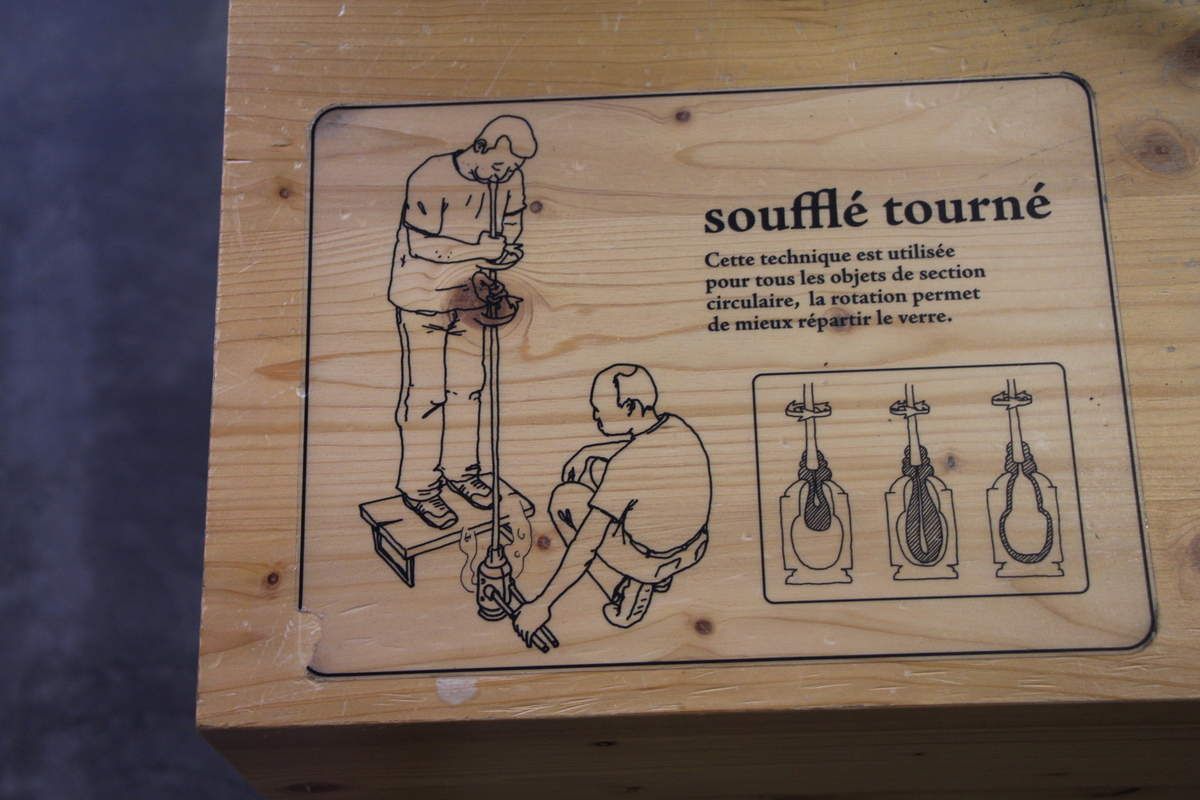 soufflé tourné
Cette technique est utilisée
pour tous les objets de section
circulaire, la rotation permet
de mieux répartir le verre.